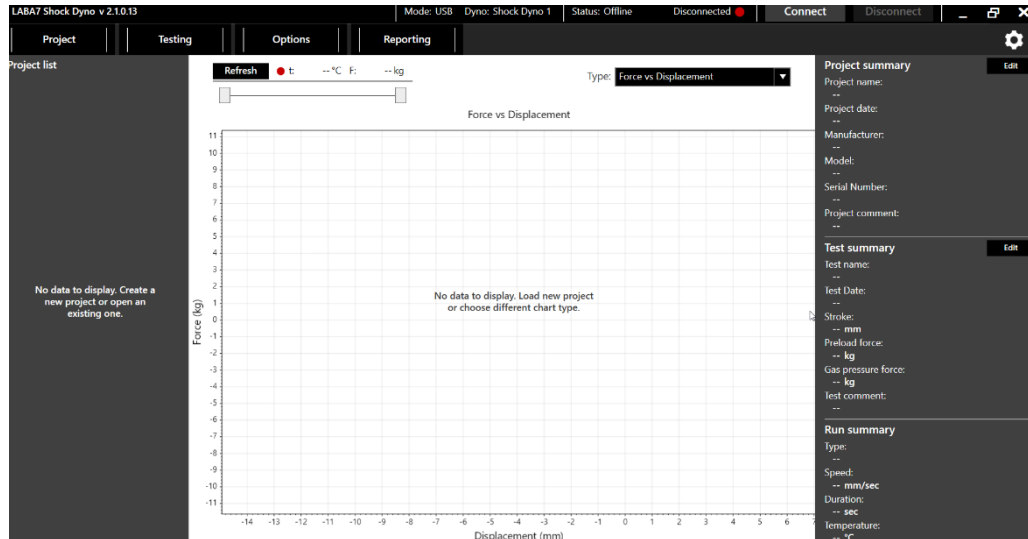 LABA7 Shock Dyno v 2.1.0.13
Mode: USB Dyno: Shock Dyno 1 Status: Offline Disconnected Connect Disconnect
Project Testing Options Reporting
Project list
No data to display. Create a
new project or open an
existing one.
Refresh t: --°C F: --kg
Type: Force vs Displacement
Force vs Displacement
11
10
9
8
7
6
5
4
3
2
1
0
-1
-2
-3
-4
-5
-6
-7
-8
-9
-10
-11
Force (kg)
No data to display. Load new project
or choose different chart type.
-14 -13 -12 -11 -10 -9 -8 -7 -6 -5 -4 -3 -2 -1 0 1 2 3 4 5 6
Displacement (mm)
Project summary Edit
Project name:
--
Project date:
--
Manufacturer:
--
Model:
--
Serial Number:
--
Project comment:
--
Test summary Edit
Test name:
--
Test Date:
--
Stroke:
-- mm
Preload force:
-- kg
Gas pressure force:
-- kg
Test comment:
--
Run summary
Type:
--
Speed:
-- mm/sec
Duration:
-- sec
Temperature:
-- °C